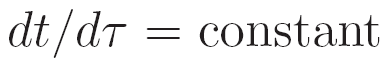 dt/dτ = constant